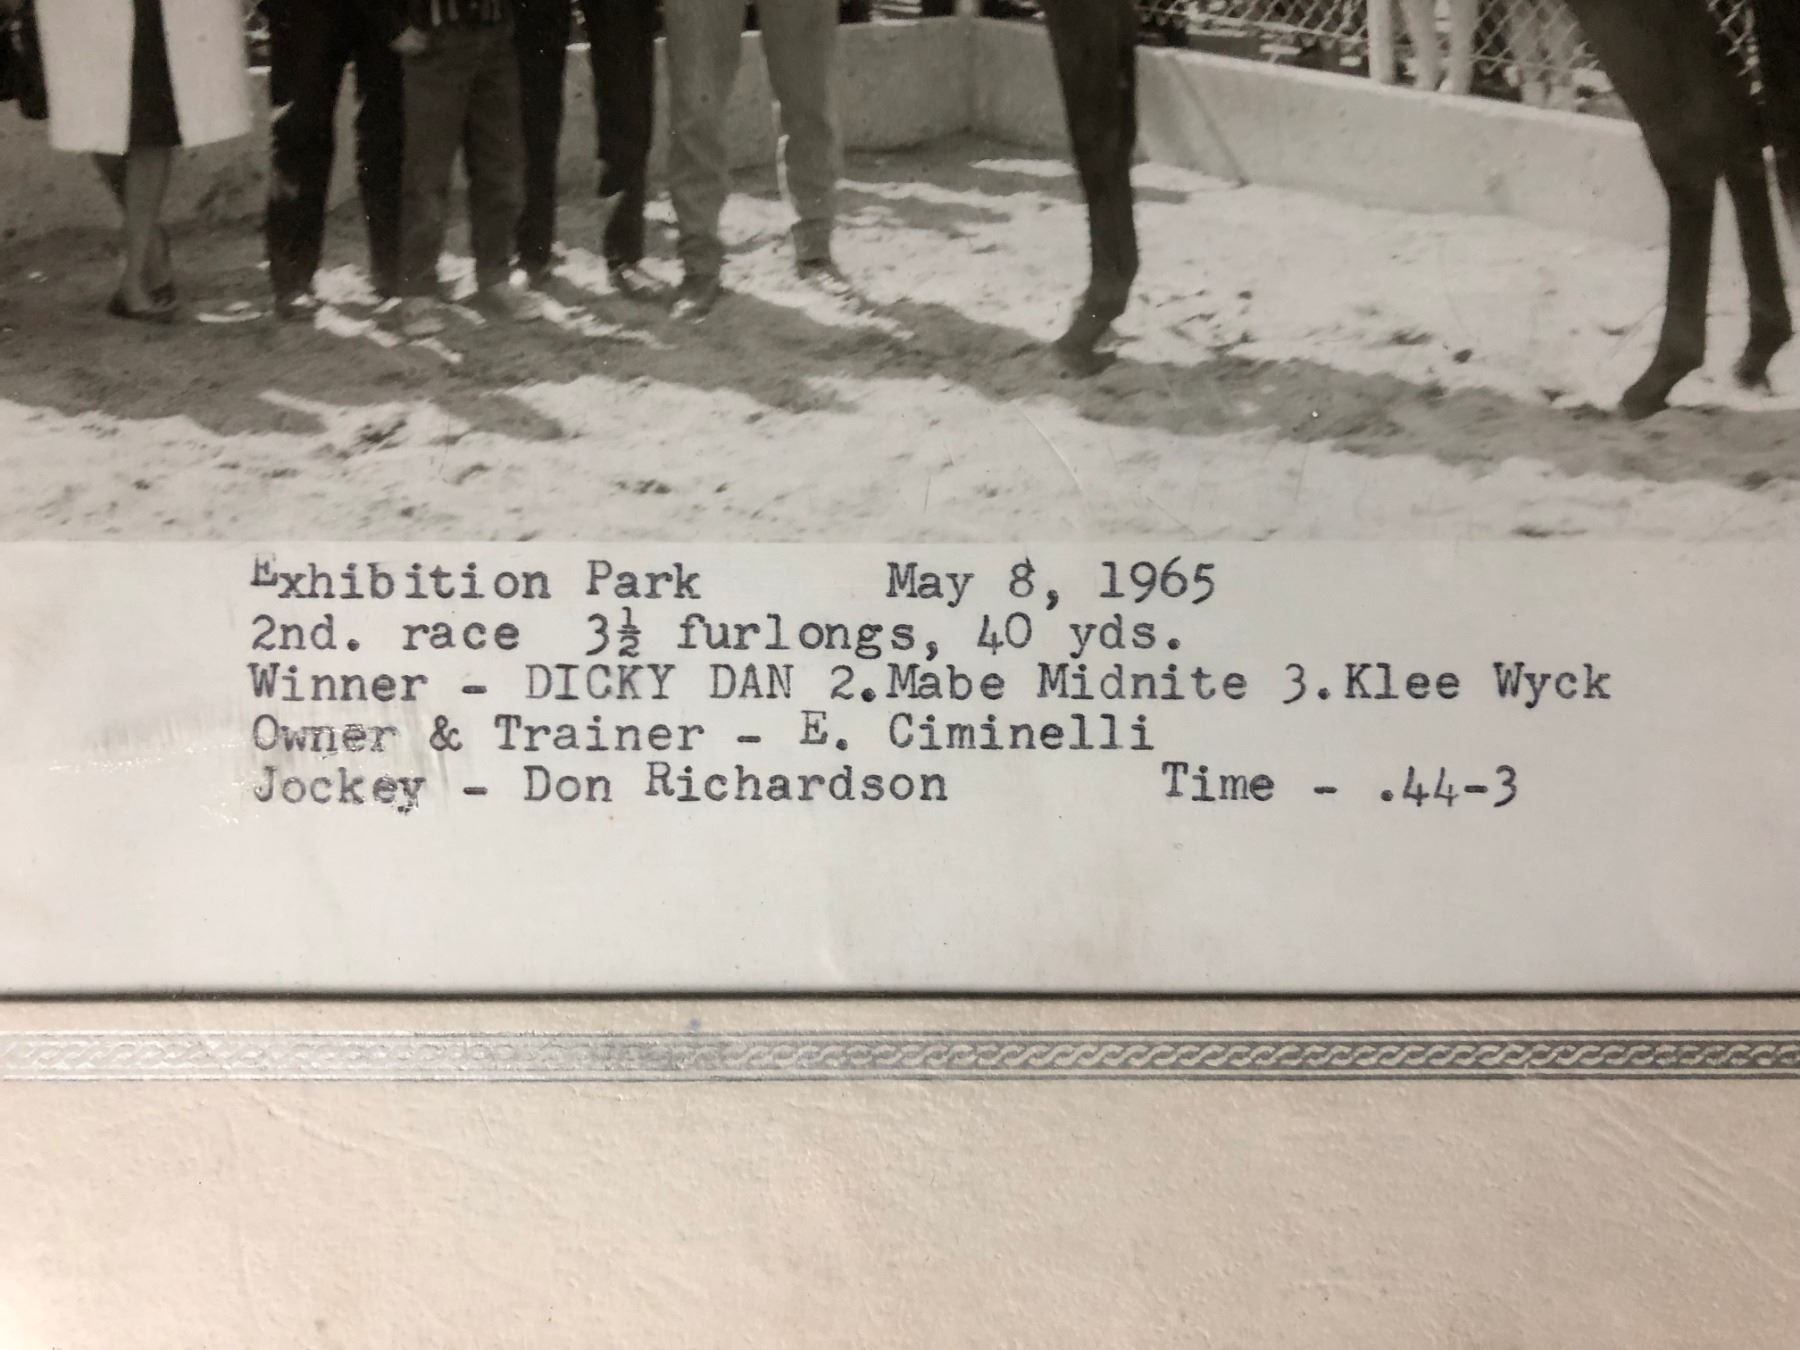 Exhibition Park May 8, 1965
2nd. race 3½ furlongs, 40 yds.
Winner - DICKY DAN 2.Mabe Midnite 3.Klee Wyck
Owner & Trainer - E. Ciminelli
Jockey - Don Richardson Time - .44-3